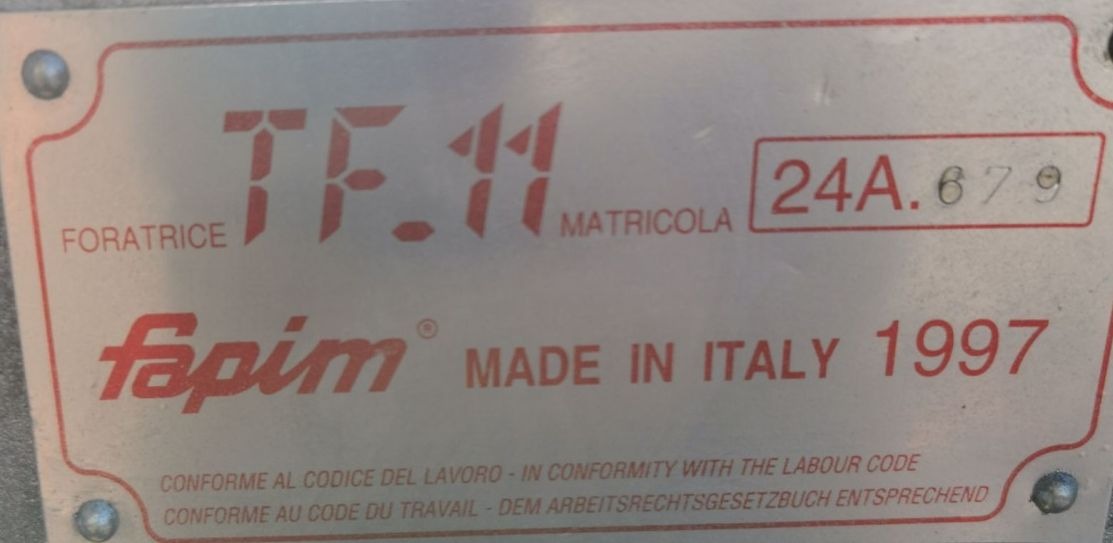 FORATRICE TF.11 MATRICOLA 24A. 679
fapim® MADE IN ITALY 1997
CONFORME AL CODICE DEL LAVORO - IN CONFORMITY WITH THE LABOUR CODE
CONFORME AU CODE DU TRAVAIL - DEM ARBEITSRECHTSGESETZBUCH ENTSPRECHEND